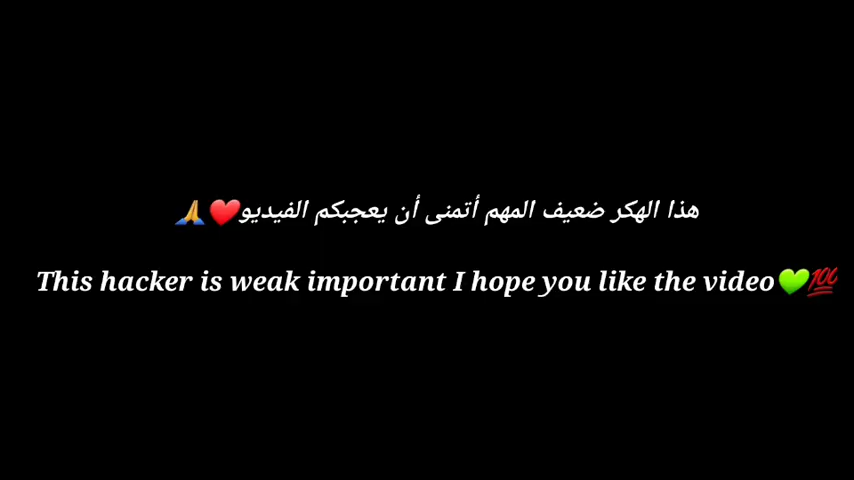 هذا الهكر ضعيف المهم أتمنى أن يعجبكم الفيديو❤️🙏
This hacker is weak important I hope you like the video💚💯